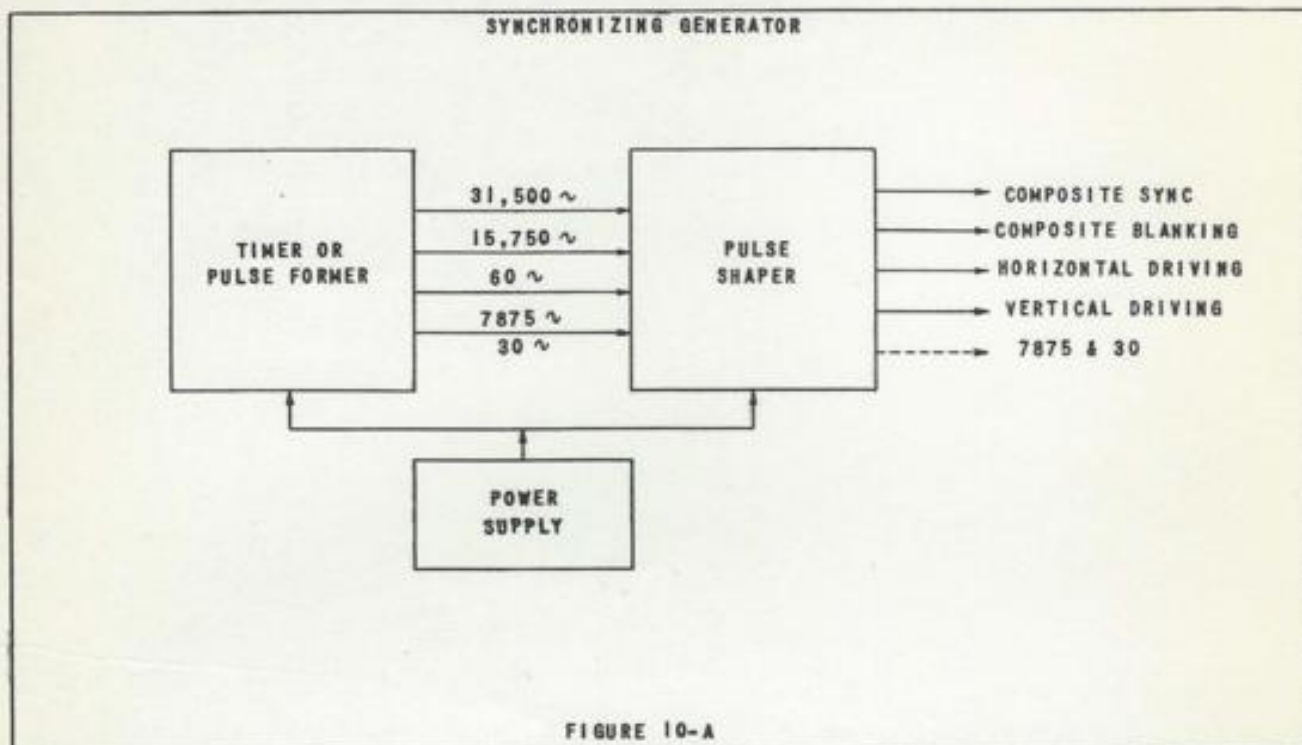 SYNCHRONIZING GENERATOR
TIMER OR
PULSE FORMER
31,500 ~
15,750 ~
60 ~
7875 ~
30 ~
PULSE
SHAPER
COMPOSITE SYNC
COMPOSITE BLANKING
HORIZONTAL DRIVING
VERTICAL DRIVING
7875 & 30
POWER
SUPPLY
FIGURE 10-A